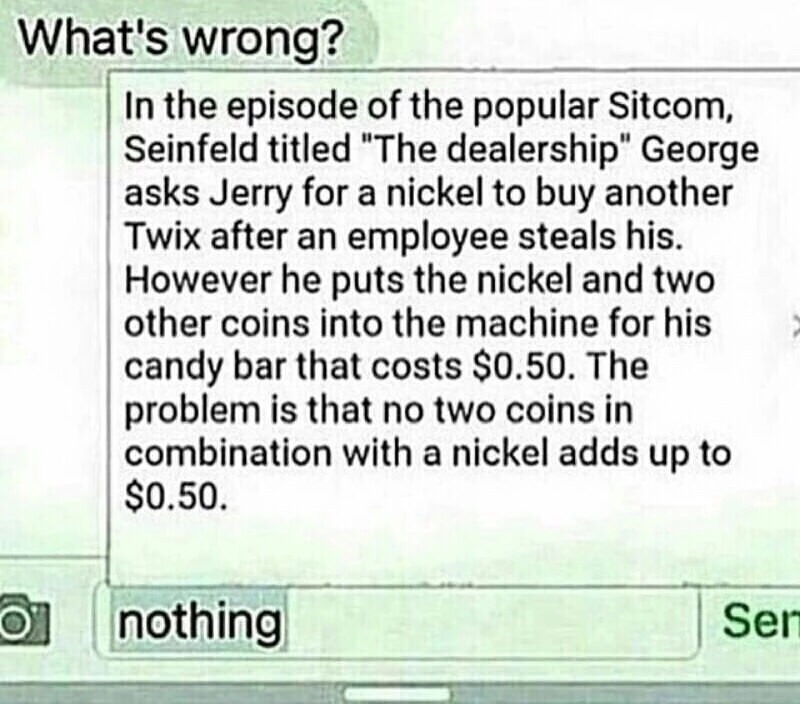 What's wrong?
In the episode of the popular Sitcom,
Seinfeld titled "The dealership" George
asks Jerry for a nickel to buy another
Twix after an employee steals his.
However he puts the nickel and two
other coins into the machine for his
candy bar that costs $0.50. The
problem is that no two coins in
combination with a nickel adds up to
$0.50.
nothing